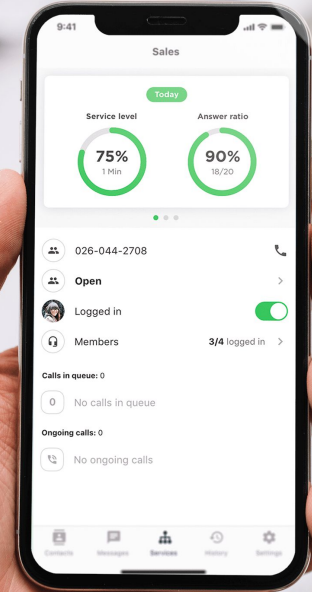 9:41
Sales
Today
Service level
Answer ratio
75%
1 Min
90%
18/20
026-044-2708
Open
Logged in
Members
3/4 logged in
Calls in queue: 0
0
No calls in queue
Ongoing calls: 0
No ongoing calls
Contacts
Messages
Services
History
Settings